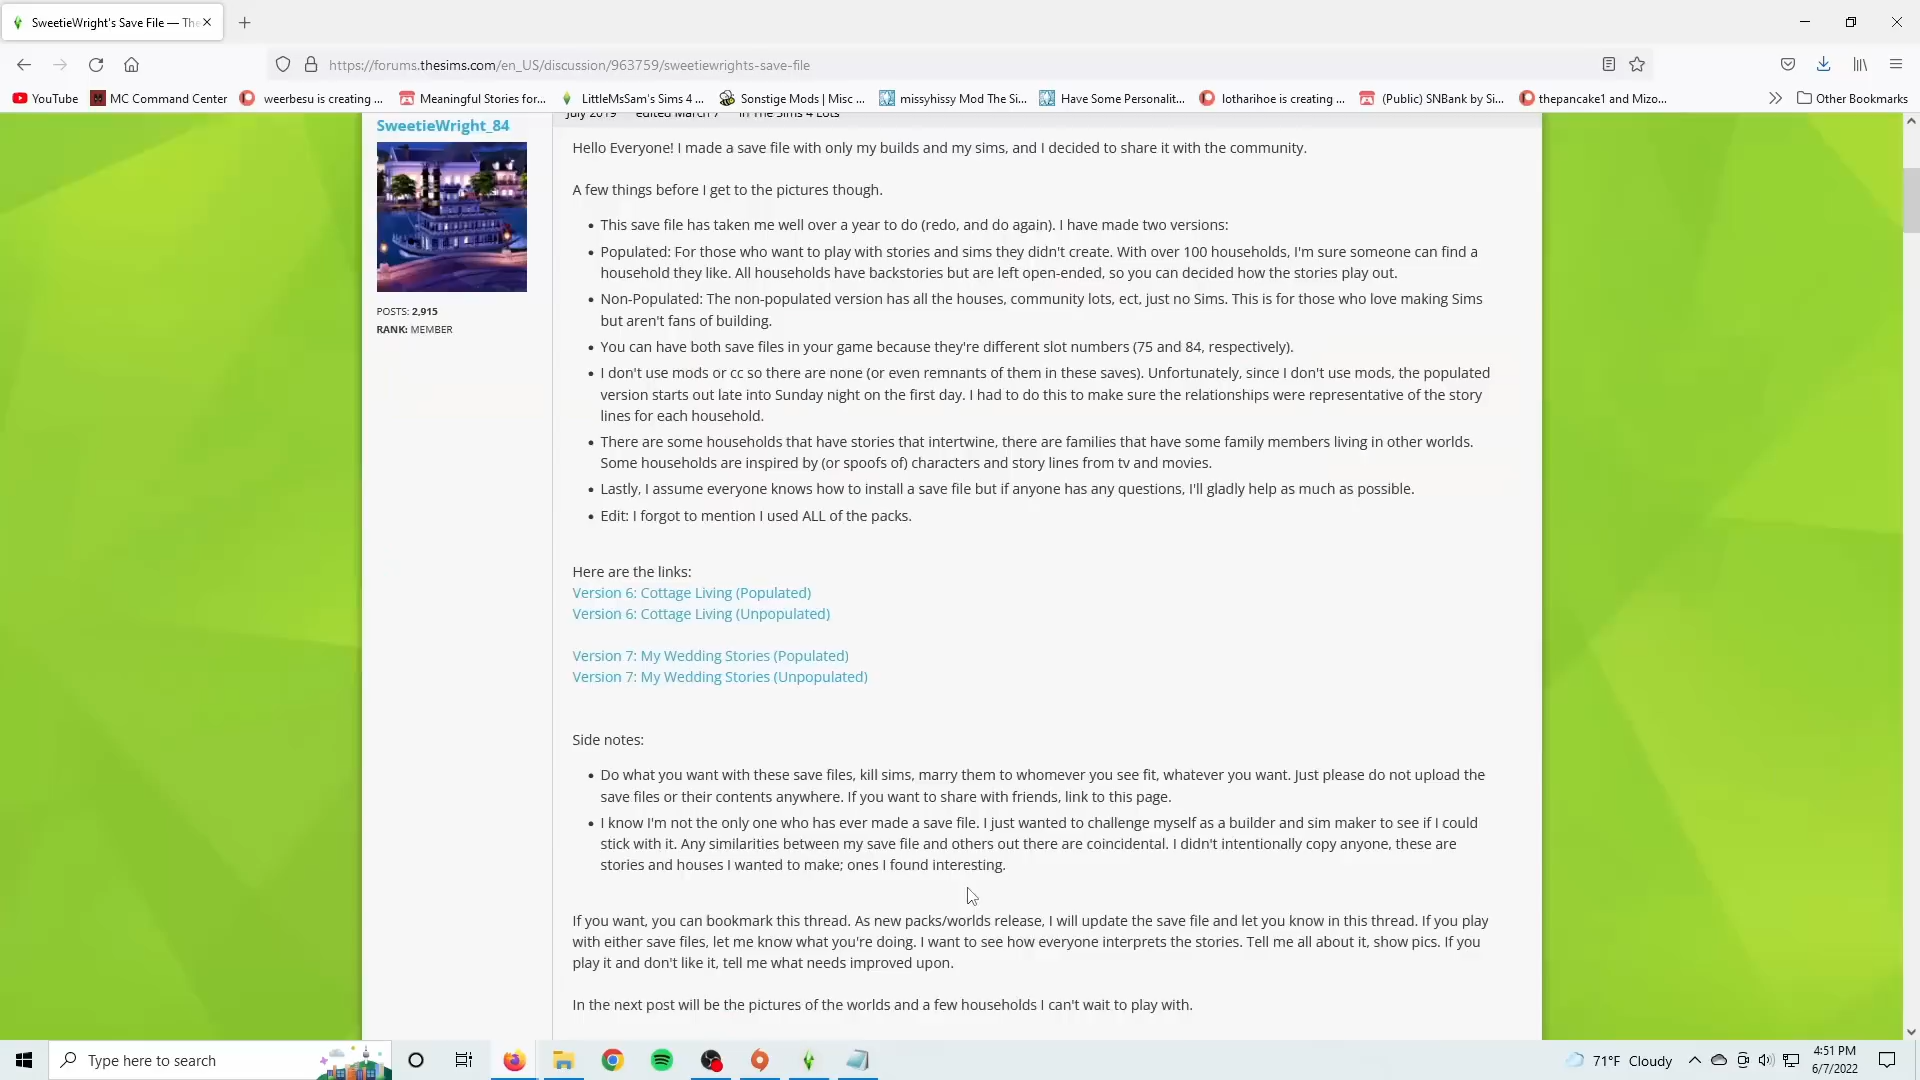 SweetieWright's Save File — The
https://forums.thesims.com/en_US/discussion/963759/sweetiewrights-save-file
YouTube
MC Command Center
weerbesu is creating ...
Meaningful Stories for...
LittleMsSam's Sims 4 ...
Sonstige Mods | Misc ...
missyhissy Mod The Si...
Have Some Personalit...
lotharihoe is creating ...
(Public) SNBank by Si...
thepancake1 and Mizo...
Other Bookmarks
SweetieWright_84
July 2019 edited March 7 in The Sims 4 Lots
POSTS: 2,915
RANK: MEMBER
Hello Everyone! I made a save file with only my builds and my sims, and I decided to share it with the community.
A few things before I get to the pictures though.
• This save file has taken me well over a year to do (redo, and do again). I have made two versions:
• Populated: For those who want to play with stories and sims they didn't create. With over 100 households, I'm sure someone can find a
household they like. All households have backstories but are left open-ended, so you can decided how the stories play out.
• Non-Populated: The non-populated version has all the houses, community lots, ect, just no Sims. This is for those who love making Sims
but aren't fans of building.
• You can have both save files in your game because they're different slot numbers (75 and 84, respectively).
• I don't use mods or cc so there are none (or even remnants of them in these saves). Unfortunately, since I don't use mods, the populated
version starts out late into Sunday night on the first day. I had to do this to make sure the relationships were representative of the story
lines for each household.
• There are some households that have stories that intertwine, there are families that have some family members living in other worlds.
Some households are inspired by (or spoofs of) characters and story lines from tv and movies.
• Lastly, I assume everyone knows how to install a save file but if anyone has any questions, I'll gladly help as much as possible.
• Edit: I forgot to mention I used ALL of the packs.
Here are the links:
Version 6: Cottage Living (Populated)
Version 6: Cottage Living (Unpopulated)
Version 7: My Wedding Stories (Populated)
Version 7: My Wedding Stories (Unpopulated)
Side notes:
• Do what you want with these save files, kill sims, marry them to whomever you see fit, whatever you want. Just please do not upload the
save files or their contents anywhere. If you want to share with friends, link to this page.
• I know I'm not the only one who has ever made a save file. I just wanted to challenge myself as a builder and sim maker to see if I could
stick with it. Any similarities between my save file and others out there are coincidental. I didn't intentionally copy anyone, these are
stories and houses I wanted to make; ones I found interesting.
If you want, you can bookmark this thread. As new packs/worlds release, I will update the save file and let you know in this thread. If you play
with either save files, let me know what you're doing. I want to see how everyone interprets the stories. Tell me all about it, show pics. If you
play it and don't like it, tell me what needs improved upon.
In the next post will be the pictures of the worlds and a few households I can't wait to play with.
Type here to search
71°F Cloudy
4:51 PM
6/7/2022